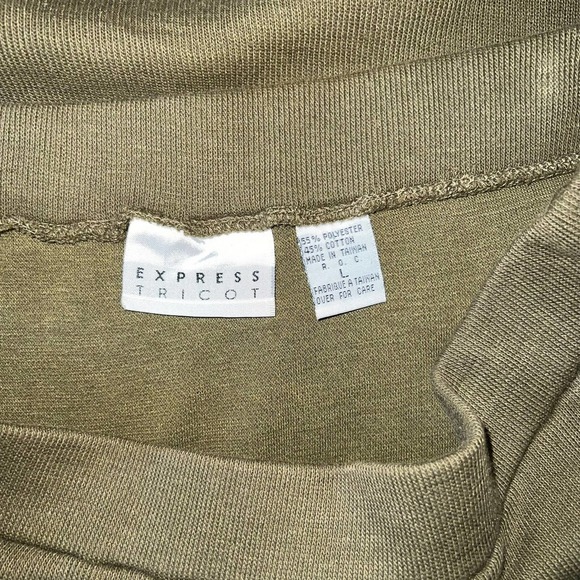 EXPRESS
TRICOT
55% POLYESTER
45% COTTON
MADE IN TAIWAN
R. O. C.
L
FABRIQUE A TAIWAN
OVER FOR CARE